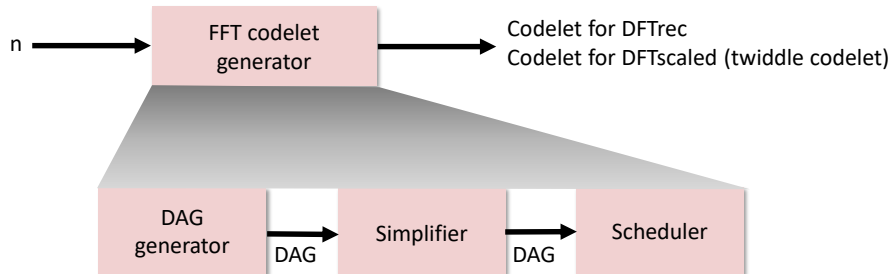 n
FFT codelet
generator
Codelet for DFTrec
Codelet for DFTscaled (twiddle codelet)
DAG
generator
DAG
Simplifier
DAG
Scheduler